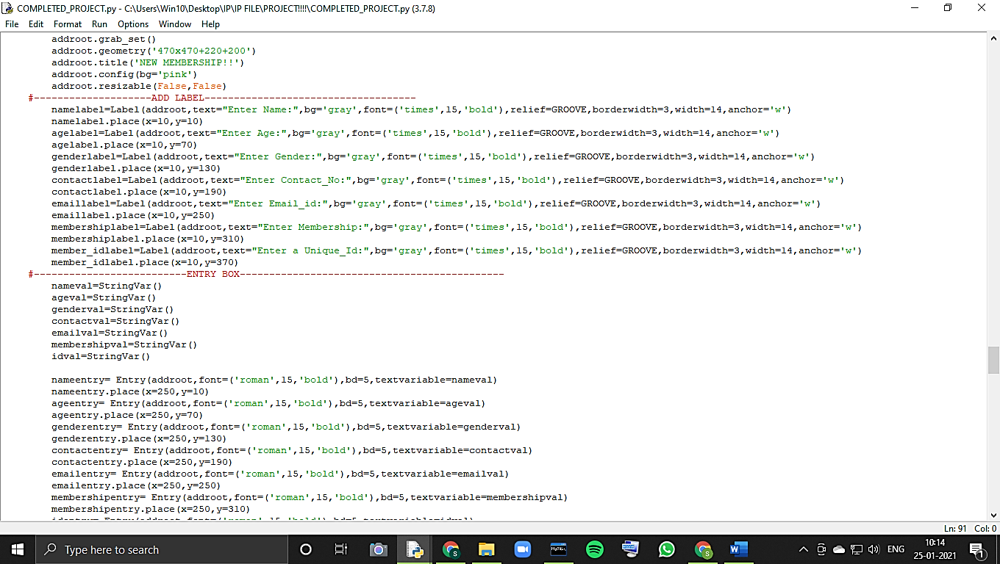 COMPLETED_PROJECT.py - C:\Users\Win10\Desktop\IP\IP FILE\PROJECT!!!!\COMPLETED_PROJECT.py (3.7.8)
File Edit Format Run Options Window Help
addroot.grab_set()
addroot.geometry('470x470+220+200')
addroot.title('NEW MEMBERSHIP!!')
addroot.config(bg='pink')
addroot.resizable(False,False)
#--------------------ADD LABEL------------------------------------
namelabel=Label(addroot,text="Enter Name:",bg='gray',font=('times',15,'bold'),relief=GROOVE,borderwidth=3,width=14,anchor='w')
namelabel.place(x=10,y=10)
agelabel=Label(addroot,text="Enter Age:",bg='gray',font=('times',15,'bold'),relief=GROOVE,borderwidth=3,width=14,anchor='w')
agelabel.place(x=10,y=70)
genderlabel=Label(addroot,text="Enter Gender:",bg='gray',font=('times',15,'bold'),relief=GROOVE,borderwidth=3,width=14,anchor='w')
genderlabel.place(x=10,y=130)
contactlabel=Label(addroot,text="Enter Contact_No:",bg='gray',font=('times',15,'bold'),relief=GROOVE,borderwidth=3,width=14,anchor='w')
contactlabel.place(x=10,y=190)
emaillabel=Label(addroot,text="Enter Email_id:",bg='gray',font=('times',15,'bold'),relief=GROOVE,borderwidth=3,width=14,anchor='w')
emaillabel.place(x=10,y=250)
membershiplabel=Label(addroot,text="Enter Membership:",bg='gray',font=('times',15,'bold'),relief=GROOVE,borderwidth=3,width=14,anchor='w')
membershiplabel.place(x=10,y=310)
member_idlabel=Label(addroot,text="Enter a Unique_Id:",bg='gray',font=('times',15,'bold'),relief=GROOVE,borderwidth=3,width=14,anchor='w')
member_idlabel.place(x=10,y=370)
#--------------------------ENTRY BOX---------------------------------------------
nameval=StringVar()
ageval=StringVar()
genderval=StringVar()
contactval=StringVar()
emailval=StringVar()
membershipval=StringVar()
idval=StringVar()
nameentry= Entry(addroot,font=('roman',15,'bold'),bd=5,textvariable=nameval)
nameentry.place(x=250,y=10)
ageentry= Entry(addroot,font=('roman',15,'bold'),bd=5,textvariable=ageval)
ageentry.place(x=250,y=70)
genderentry= Entry(addroot,font=('roman',15,'bold'),bd=5,textvariable=genderval)
genderentry.place(x=250,y=130)
contactentry= Entry(addroot,font=('roman',15,'bold'),bd=5,textvariable=contactval)
contactentry.place(x=250,y=190)
emailentry= Entry(addroot,font=('roman',15,'bold'),bd=5,textvariable=emailval)
emailentry.place(x=250,y=250)
membershipentry= Entry(addroot,font=('roman',15,'bold'),bd=5,textvariable=membershipval)
membershipentry.place(x=250,y=310)
Ln: 91 Col: 0
Type here to search
MySQL
ENG
10:14
25-01-2021
1